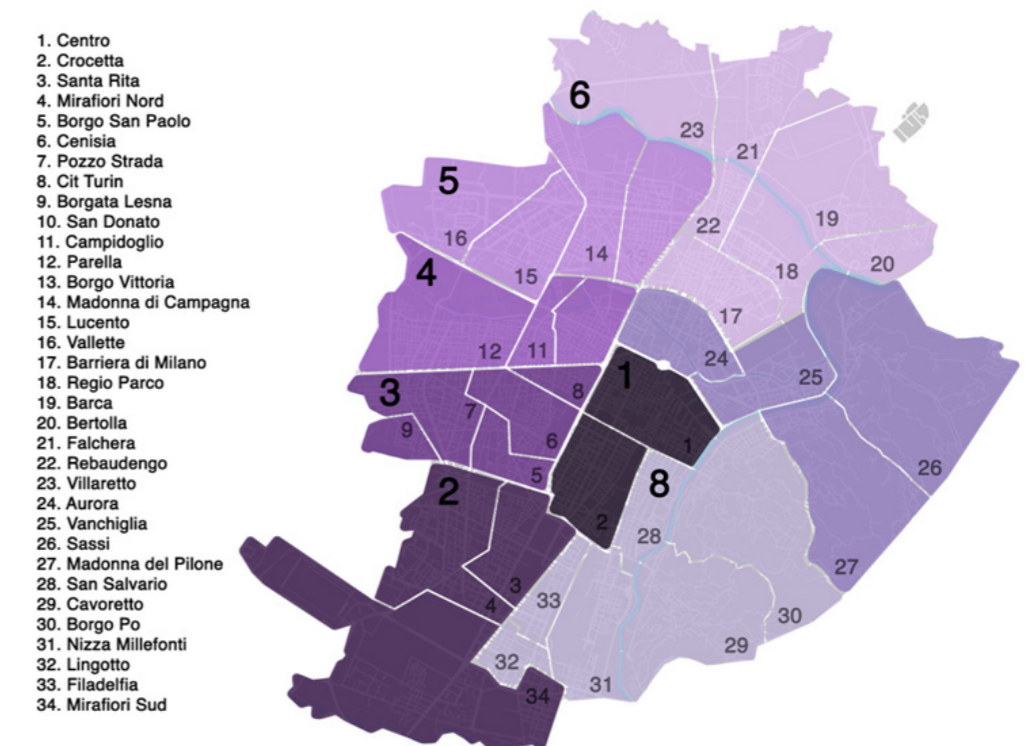 1. Centro
2. Crocetta
3. Santa Rita
4. Mirafiori Nord
5. Borgo San Paolo
6. Cenisia
7. Pozzo Strada
8. Cit Turin
9. Borgata Lesna
10. San Donato
11. Campidoglio
12. Parella
13. Borgo Vittoria
14. Madonna di Campagna
15. Lucento
16. Vallette
17. Barriera di Milano
18. Regio Parco
19. Barca
20. Bertolla
21. Falchera
22. Rebaudengo
23. Villaretto
24. Aurora
25. Vanchiglia
26. Sassi
27. Madonna del Pilone
28. San Salvario
29. Cavoretto
30. Borgo Po
31. Nizza Millefonti
32. Lingotto
33. Filadelfia
34. Mirafiori Sud
6
23
21
5
19
22
16
14
20
4
15
18
17
12
11
24
1
25
3
8
7
9
6
1
5
26
2
8
2
28
27
3
4
33
30
29
32
31
34